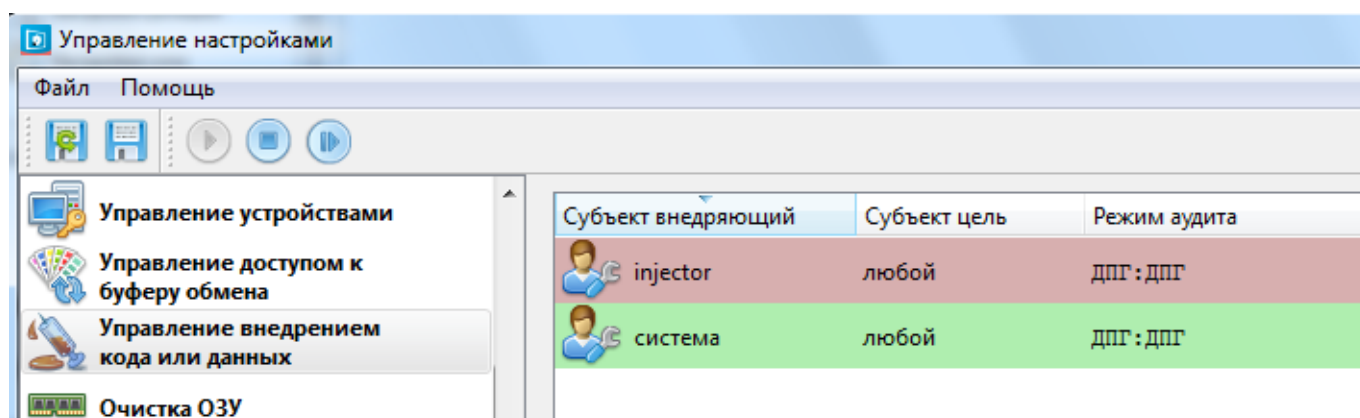 Управление настройками
Файл Помощь
Управление устройствами
Управление доступом к
буферу обмена
Управление внедрением
кода или данных
Очистка ОЗУ
Субъект внедряющий Субъект цель Режим аудита
injector любой ДПГ:ДПГ
система любой ДПГ:ДПГ